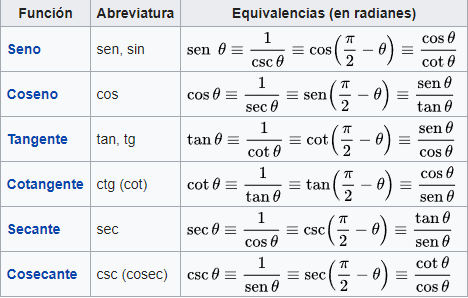 Función Abreviatura Equivalencias (en radianes)
Seno sen, sin sen θ ≡ 1/csc θ ≡ cos(π/2 − θ) ≡ cos θ/cot θ
Coseno cos cos θ ≡ 1/sec θ ≡ sen(π/2 − θ) ≡ sen θ/tan θ
Tangente tan, tg tan θ ≡ 1/cot θ ≡ cot(π/2 − θ) ≡ sen θ/cos θ
Cotangente ctg (cot) cot θ ≡ 1/tan θ ≡ tan(π/2 − θ) ≡ cos θ/sen θ
Secante sec sec θ ≡ 1/cos θ ≡ csc(π/2 − θ) ≡ tan θ/sen θ
Cosecante csc (cosec) csc θ ≡ 1/sen θ ≡ sec(π/2 − θ) ≡ cot θ/cos θ